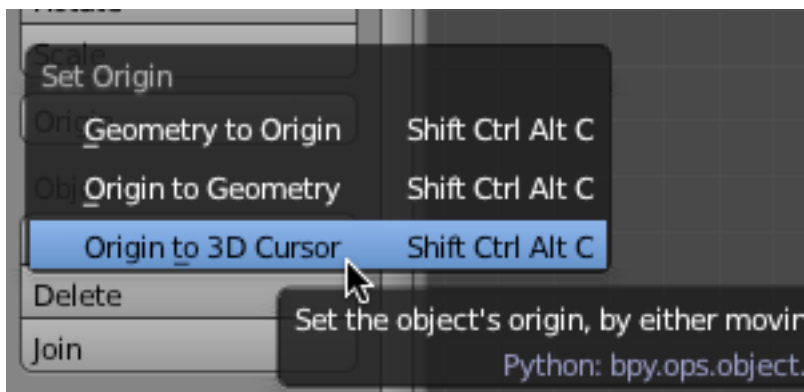 Scale
Set Origin
Geometry to Origin Shift Ctrl Alt C
Origin to Geometry Shift Ctrl Alt C
Origin to 3D Cursor Shift Ctrl Alt C
Delete
Set the object's origin, by either movin
Join
Python: bpy.ops.object.